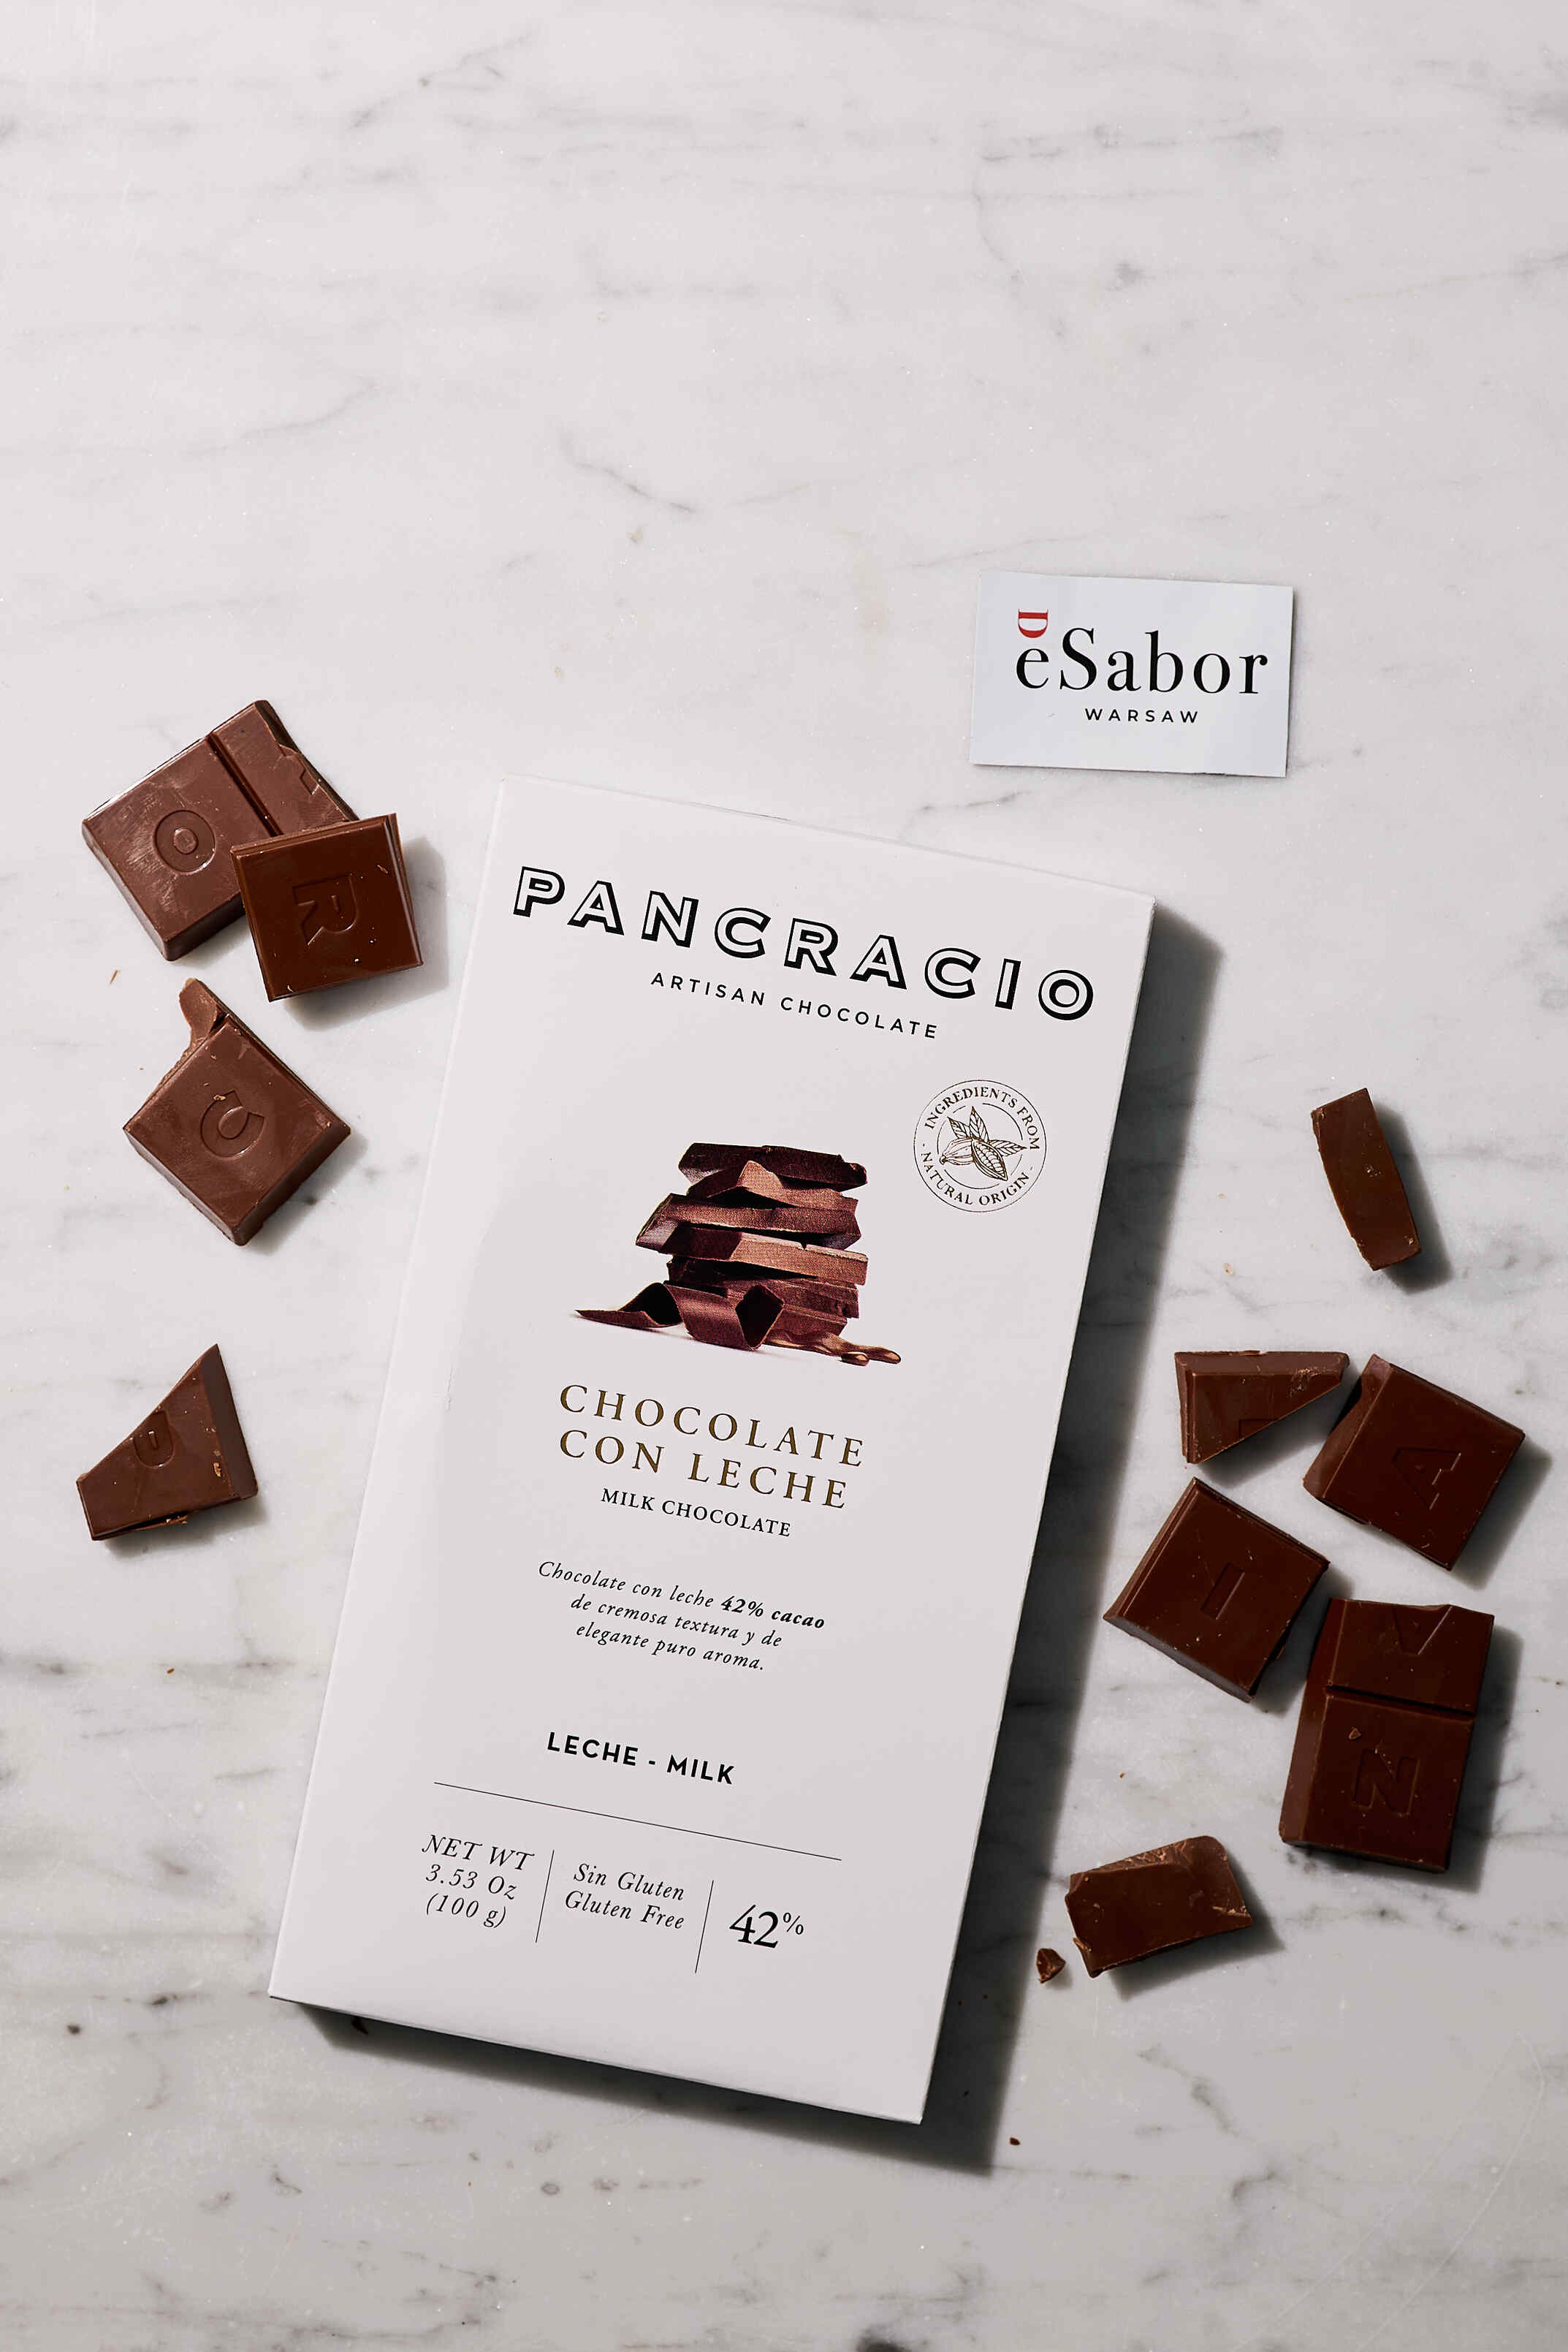 DeSabor
WARSAW
PANCRACIO
ARTISAN CHOCOLATE
INGREDIENTS FROM
NATURAL ORIGIN
CHOCOLATE
CON LECHE
MILK CHOCOLATE
Chocolate con leche 42% cacao
de cremosa textura y de
elegante puro aroma.
LECHE - MILK
NET WT
3.53 Oz
(100 g)
Sin Gluten
Gluten Free
42%
O
R
C
P
A
I
A
N